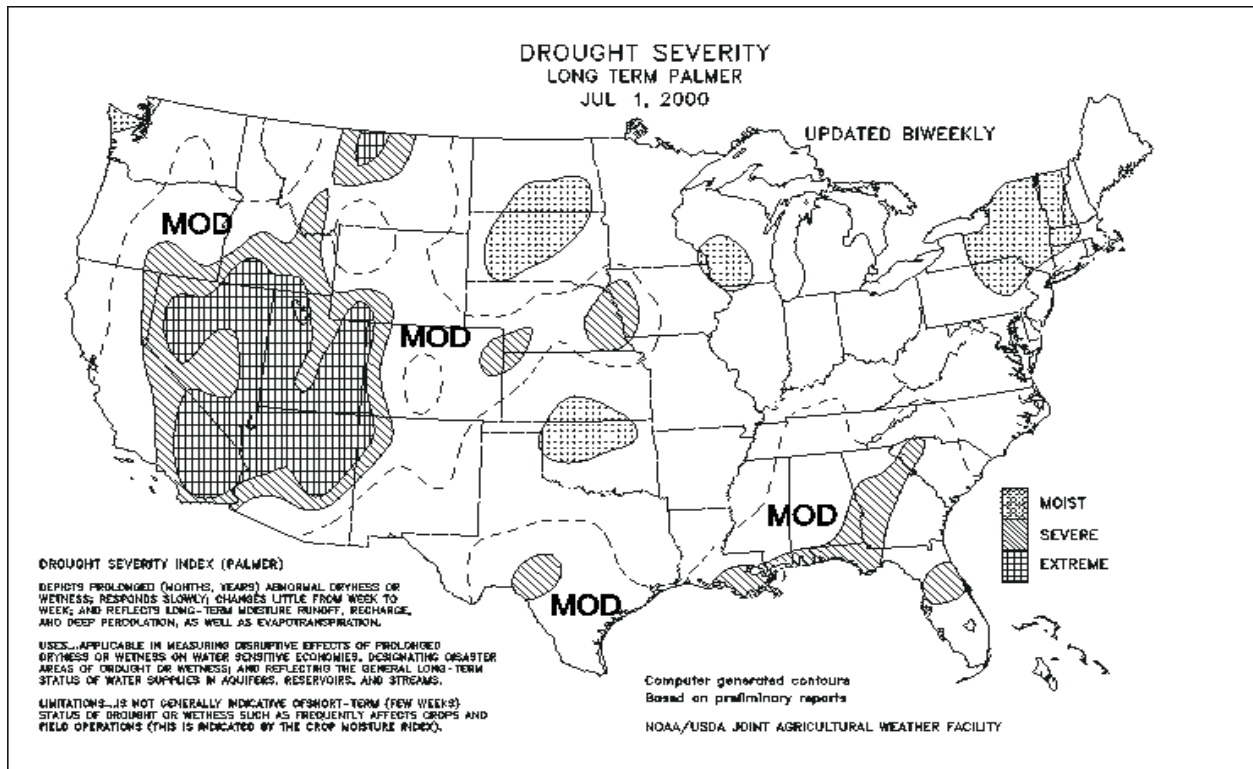 DROUGHT SEVERITY
LONG TERM PALMER
JUL 1, 2000
UPDATED BIWEEKLY
MOD
MOD
MOD
MOD
MOIST
SEVERE
EXTREME
DROUGHT SEVERITY INDEX (PALMER)
DEPICTS PROLONGED (MONTHS, YEARS) ABNORMAL DRYNESS OR
WETNESS; RESPONDS SLOWLY; CHANGES LITTLE FROM WEEK TO
WEEK; AND REFLECTS LONG-TERM MOISTURE RUNOFF, RECHARGE,
AND DEEP PERCOLATION, AS WELL AS EVAPOTRANSPIRATION.
USES...APPLICABLE IN MEASURING DISRUPTIVE EFFECTS OF PROLONGED
DRYNESS OR WETNESS ON WATER SENSITIVE ECONOMIES, DESIGNATING DISASTER
AREAS OF DROUGHT OR WETNESS; AND REFLECTING THE GENERAL LONG-TERM
STATUS OF WATER SUPPLIES IN AQUIFERS, RESERVOIRS, AND STREAMS.
LIMITATIONS...IS NOT GENERALLY INDICATIVE OFSHORT-TERM (FEW WEEKS)
STATUS OF DROUGHT OR WETNESS SUCH AS FREQUENTLY AFFECTS CROPS AND
FIELD OPERATIONS (THIS IS INDICATED BY THE CROP MOISTURE INDEX).
Computer generated contours
Based on preliminary reports
NOAA/USDA JOINT AGRICULTURAL WEATHER FACILITY